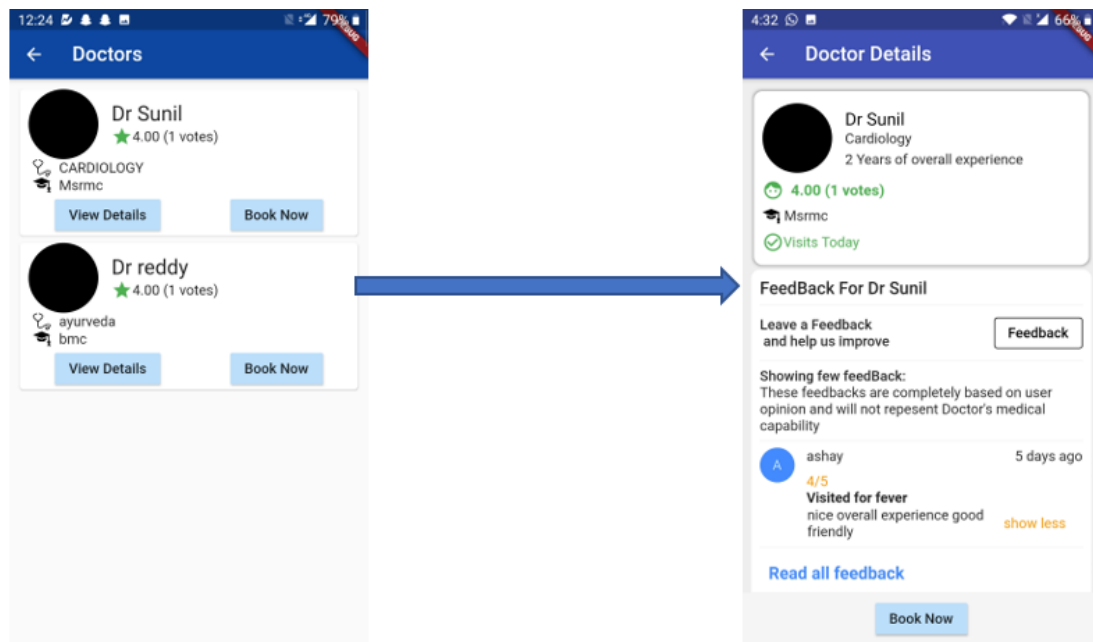 12:24
79%
Doctors
Dr Sunil
4.00 (1 votes)
CARDIOLOGY
Msrmc
View Details Book Now
Dr reddy
4.00 (1 votes)
ayurveda
bmc
View Details Book Now
4:32
66%
Doctor Details
Dr Sunil
Cardiology
2 Years of overall experience
4.00 (1 votes)
Msrmc
Visits Today
FeedBack For Dr Sunil
Leave a Feedback
and help us improve
Feedback
Showing few feedBack:
These feedbacks are completely based on user
opinion and will not repesent Doctor's medical
capability
A
ashay 5 days ago
4/5
Visited for fever
nice overall experience good
friendly
show less
Read all feedback
Book Now